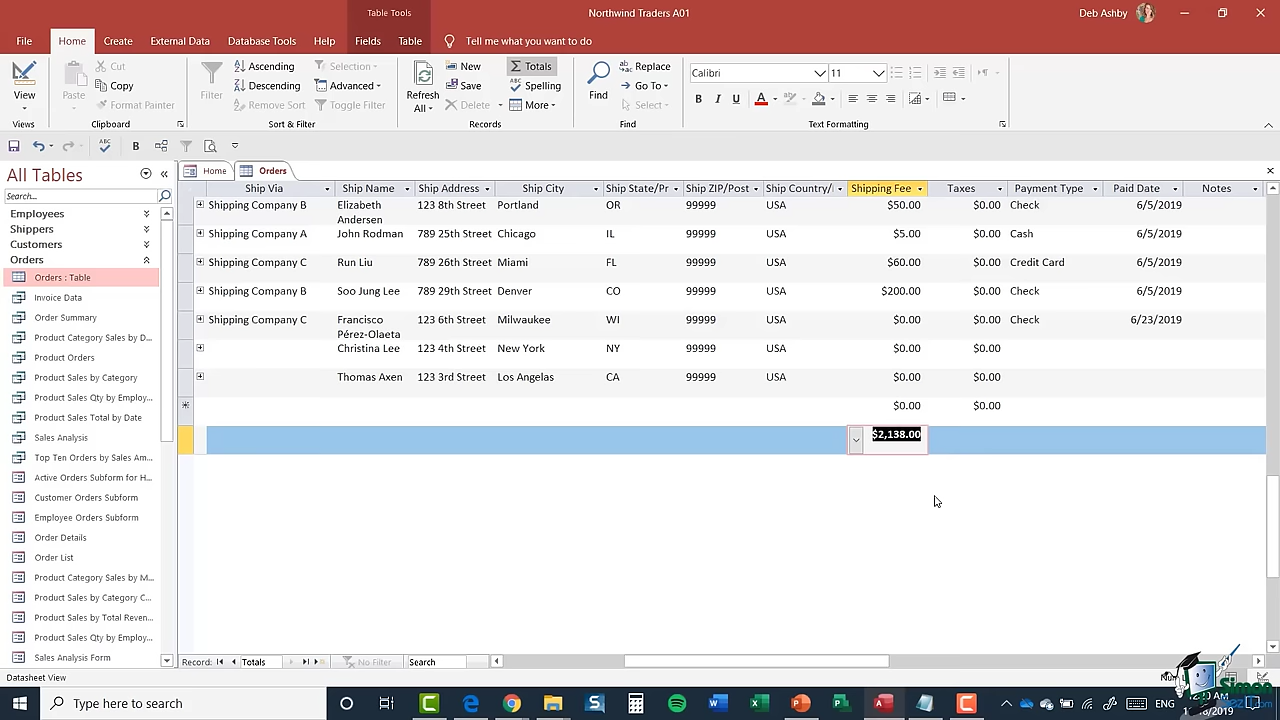 Table Tools
Northwind Traders A01
Deb Ashby
File Home Create External Data Database Tools Help Fields Table Tell me what you want to do
View
Views
Paste
Cut
Copy
Format Painter
Clipboard
Filter
Ascending
Descending
Remove Sort
Selection
Advanced
Toggle Filter
Sort & Filter
Refresh
All
New
Save
Delete
Totals
Spelling
More
Records
Find
Replace
Go To
Select
Find
Calibri 11
B I U A
Text Formatting
B
All Tables
Search...
Employees
Shippers
Customers
Orders
Orders : Table
Invoice Data
Order Summary
Product Category Sales by D...
Product Orders
Product Sales by Category
Product Sales Qty by Employ...
Product Sales Total by Date
Sales Analysis
Top Ten Orders by Sales Am...
Active Orders Subform for H...
Customer Orders Subform
Employee Orders Subform
Order Details
Order List
Product Category Sales by M...
Product Sales by Category C...
Product Sales by Total Reven...
Product Sales Qty by Employ...
Sales Analysis Form
Home Orders
Ship Via Ship Name Ship Address Ship City Ship State/Pr Ship ZIP/Post Ship Country/ Shipping Fee Taxes Payment Type Paid Date Notes
Shipping Company B Elizabeth Andersen 123 8th Street Portland OR 99999 USA $50.00 $0.00 Check 6/5/2019
Shipping Company A John Rodman 789 25th Street Chicago IL 99999 USA $5.00 $0.00 Cash 6/5/2019
Shipping Company C Run Liu 789 26th Street Miami FL 99999 USA $60.00 $0.00 Credit Card 6/5/2019
Shipping Company B Soo Jung Lee 789 29th Street Denver CO 99999 USA $200.00 $0.00 Check 6/5/2019
Shipping Company C Francisco Pérez-Olaeta 123 6th Street Milwaukee WI 99999 USA $0.00 $0.00 Check 6/23/2019
Christina Lee 123 4th Street New York NY 99999 USA $0.00 $0.00
Thomas Axen 123 3rd Street Los Angelas CA 99999 USA $0.00 $0.00
$0.00 $0.00
$2,138.00
Record: Totals No Filter Search
Datasheet View
Type here to search
ENG
Simon